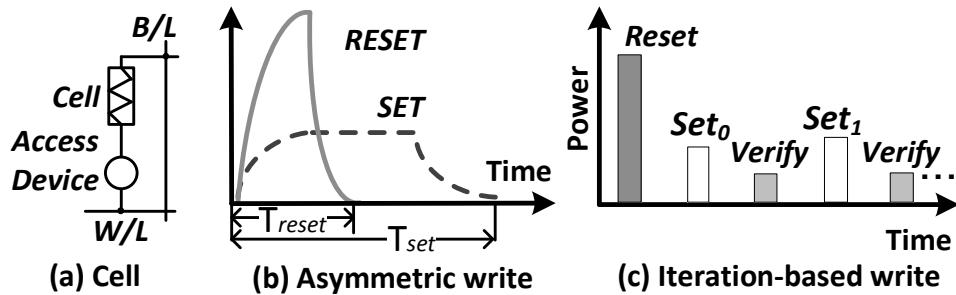 B/L
Cell
Access
Device
W/L
(a) Cell
RESET
SET
Time
Treset
Tset
(b) Asymmetric write
Power
Reset
Set0
Verify
Set1
Verify
...
Time
(c) Iteration-based write